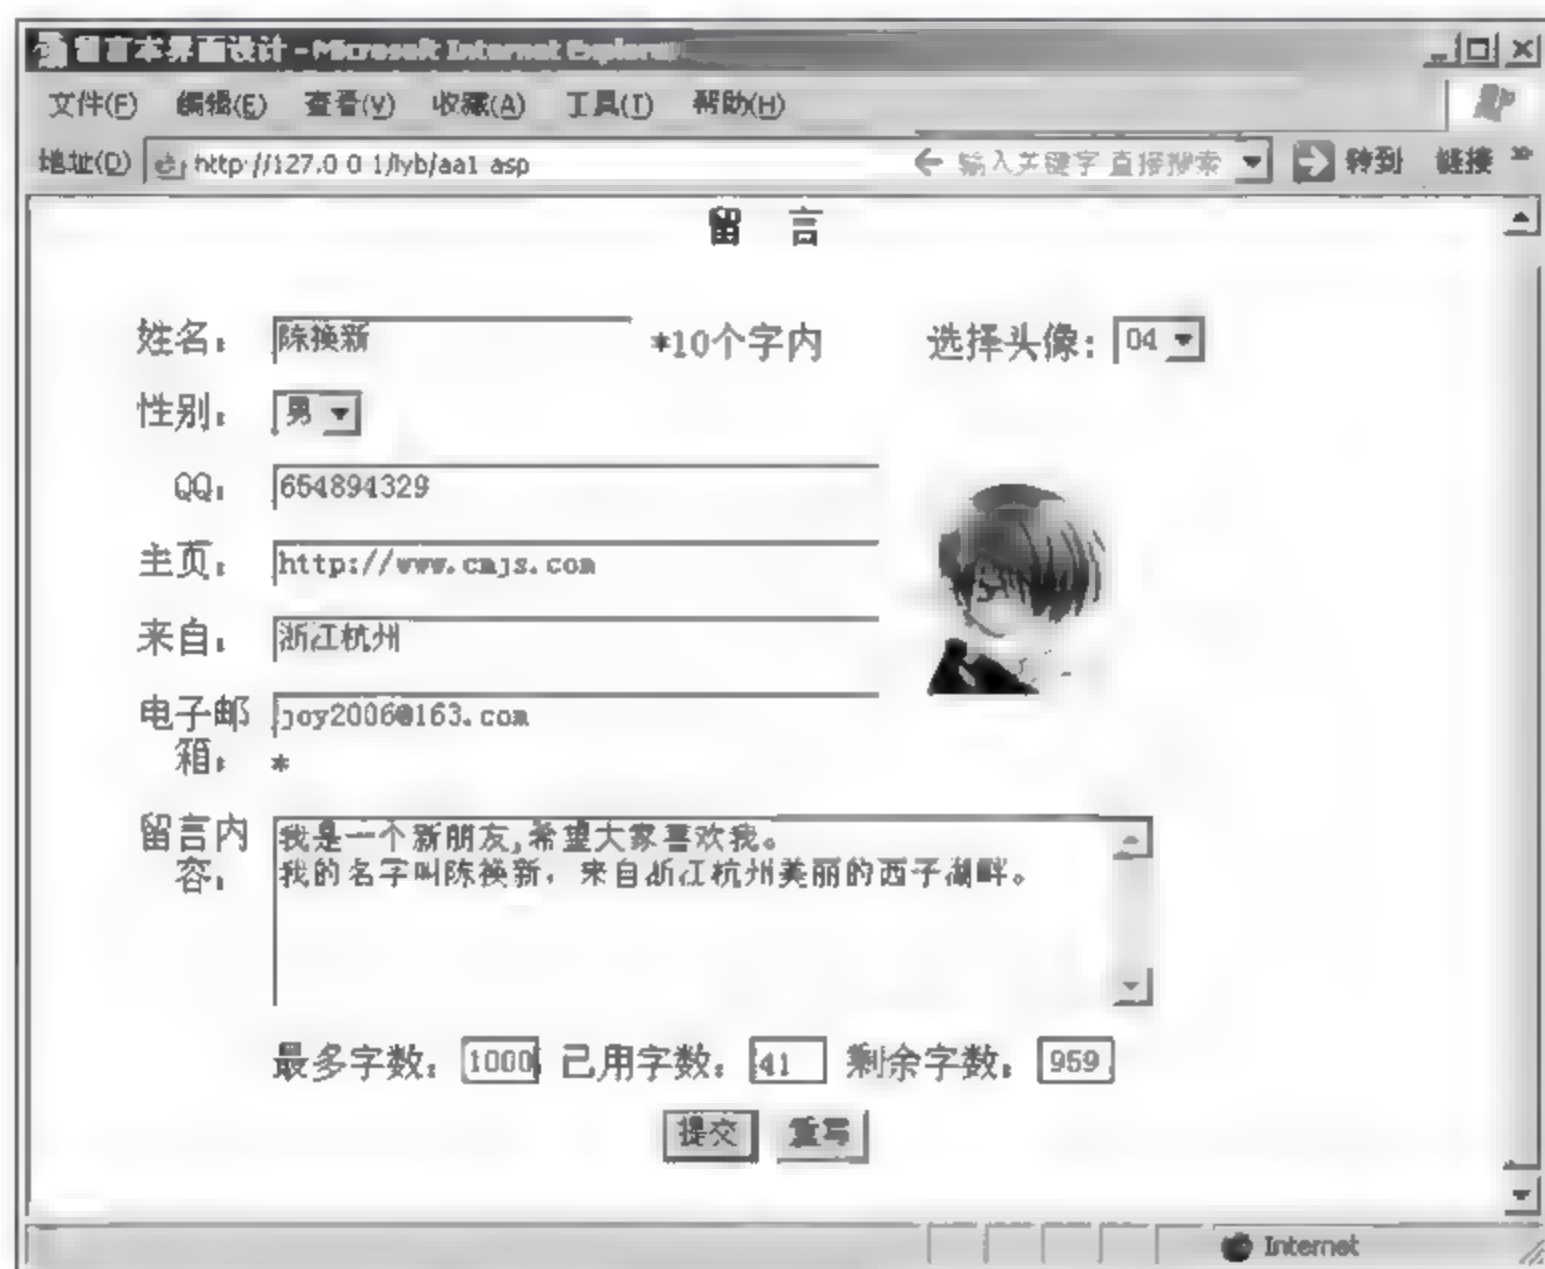 留言本界面设计 - Microsoft Internet Explorer
文件(F) 编辑(E) 查看(V) 收藏(A) 工具(T) 帮助(H)
地址(D) http://127.0.0.1/lyb/aa1.asp 输入关键字 直接搜索 转到 链接 »
留 言
姓名: 陈换新 *10个字内 选择头像: 04
性别: 男
QQ: 654894329
主页: http://www.cmjs.com
来自: 浙江杭州
电子邮 joy2006@163.com
箱: *
留言内 我是一个新朋友,希望大家喜欢我。
容: 我的名字叫陈换新，来自浙江杭州美丽的西子湖畔。
最多字数: 1000 已用字数: 41 剩余字数: 959
提交 重写
Internet